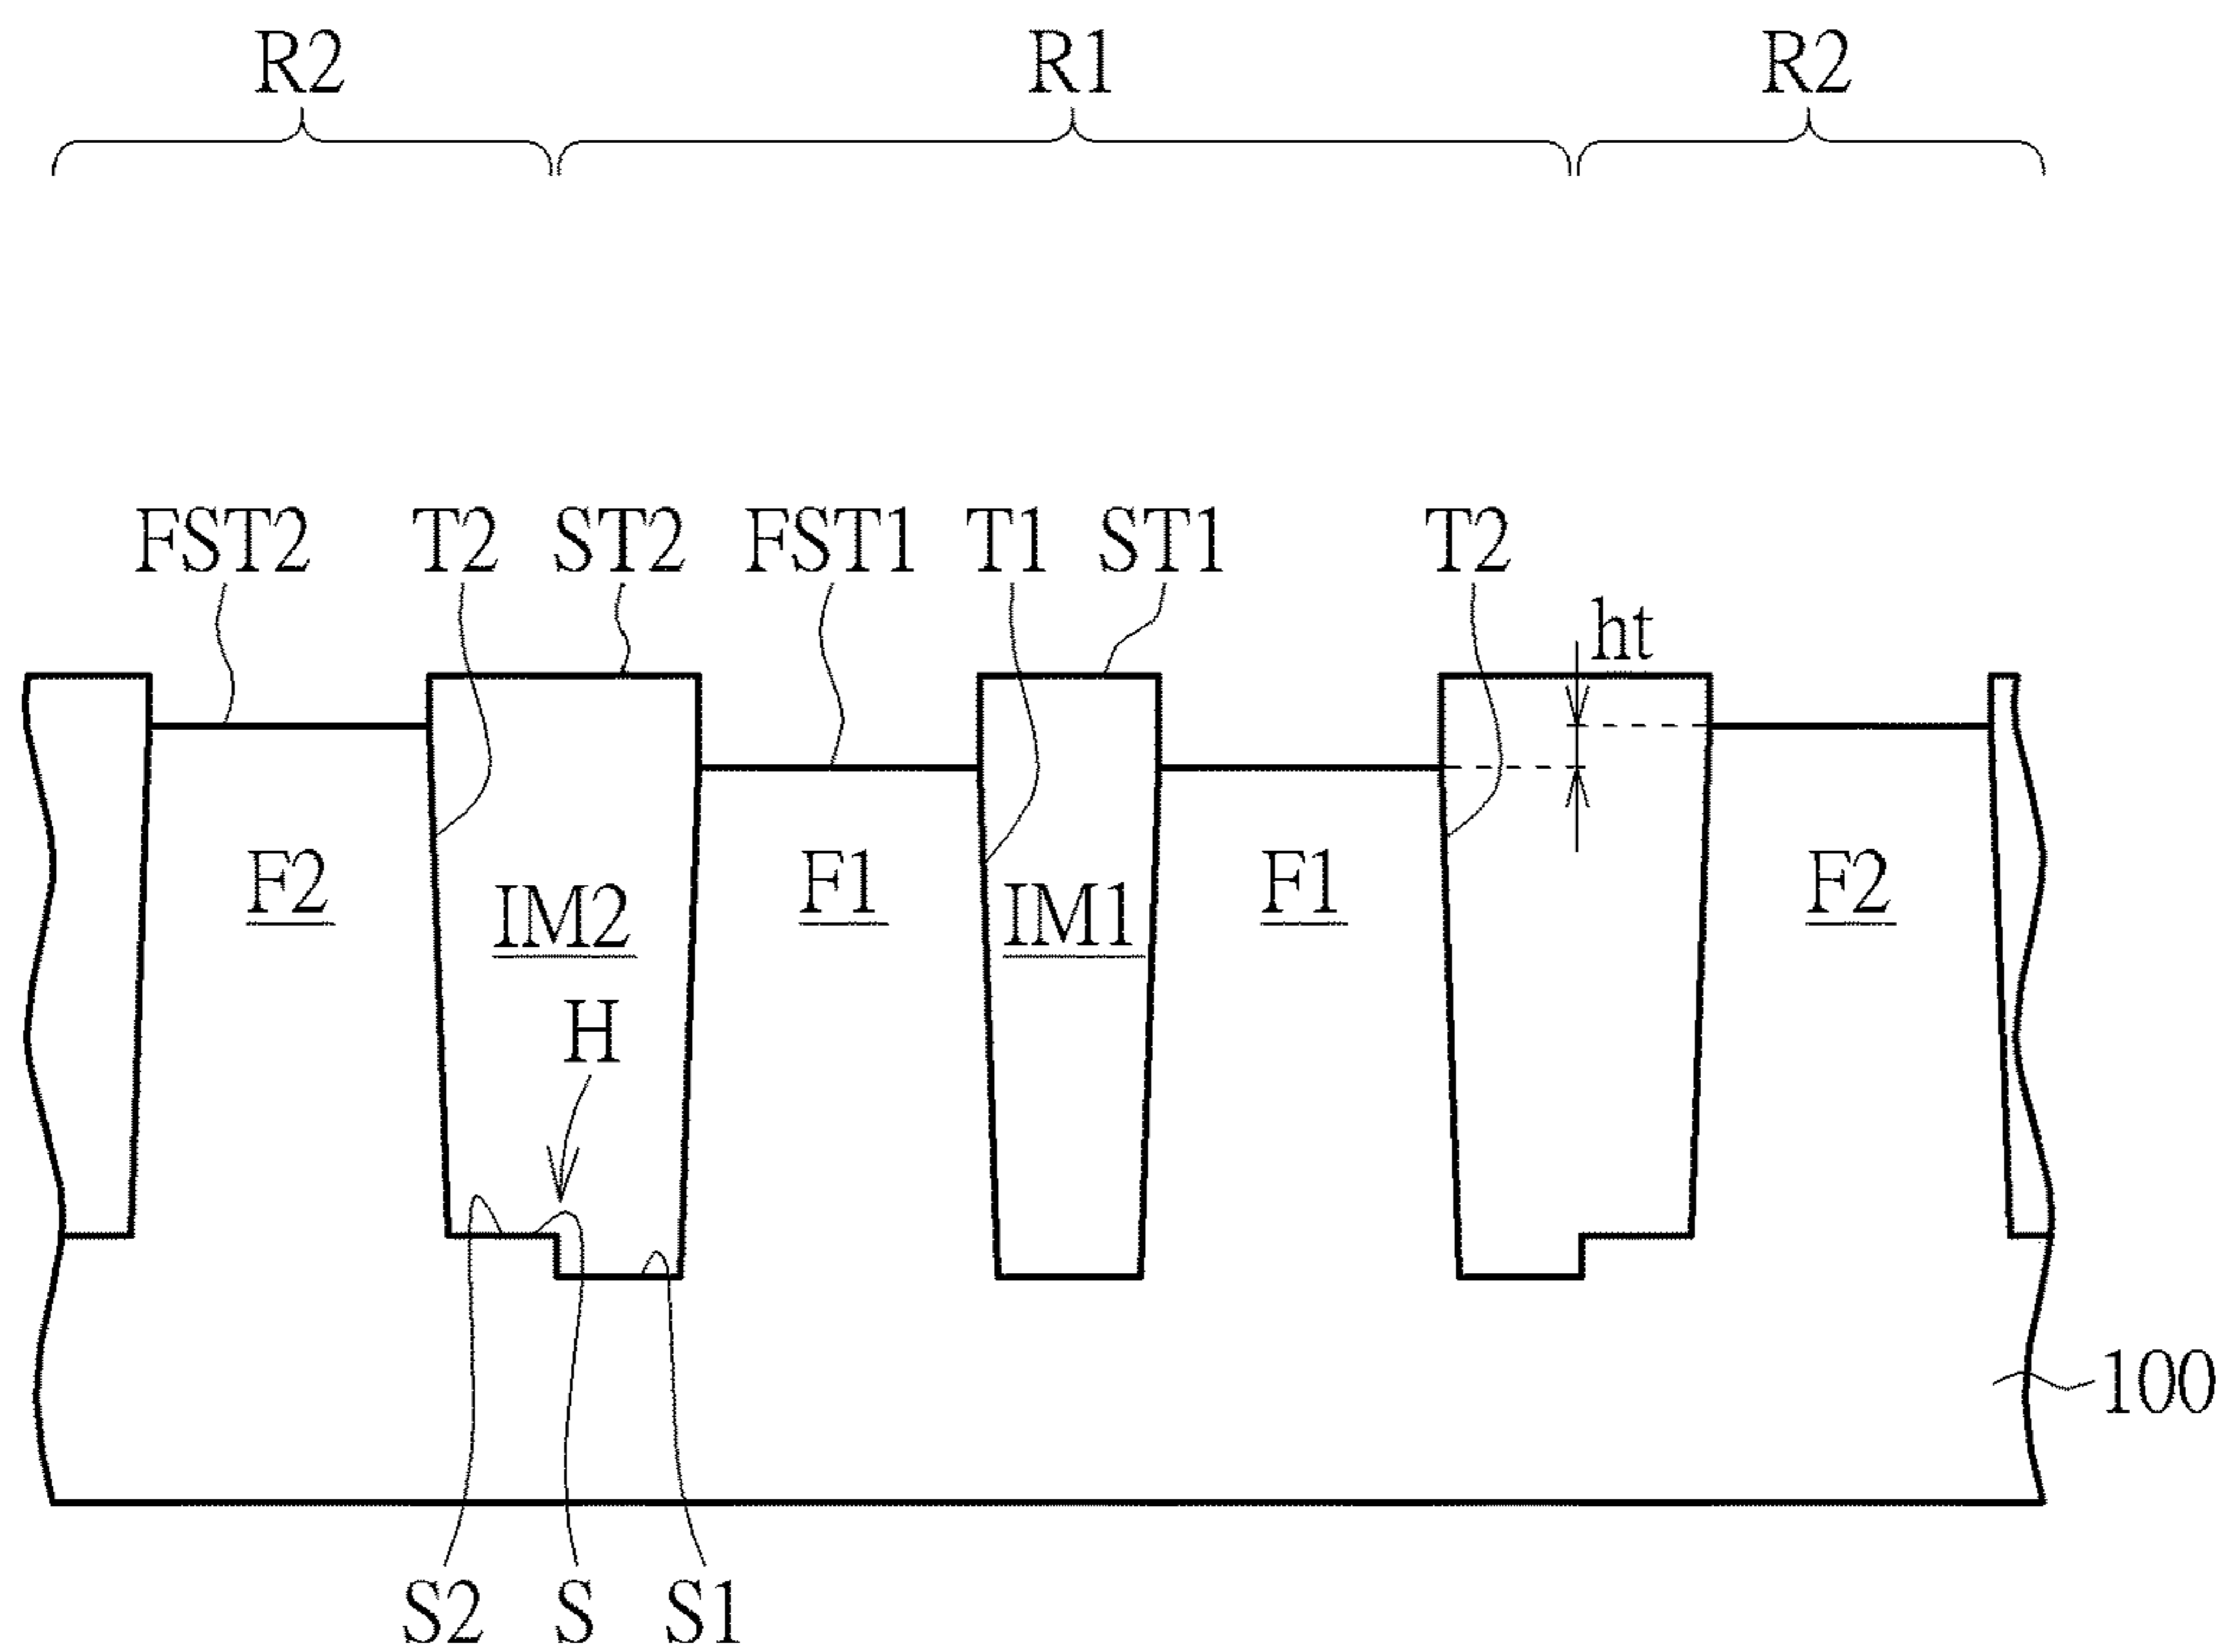 R2 R1 R2
FST2 T2 ST2 FST1 T1 ST1 T2
ht
F2 IM2 F1 IM1 F1 F2
H
100
S2 S S1